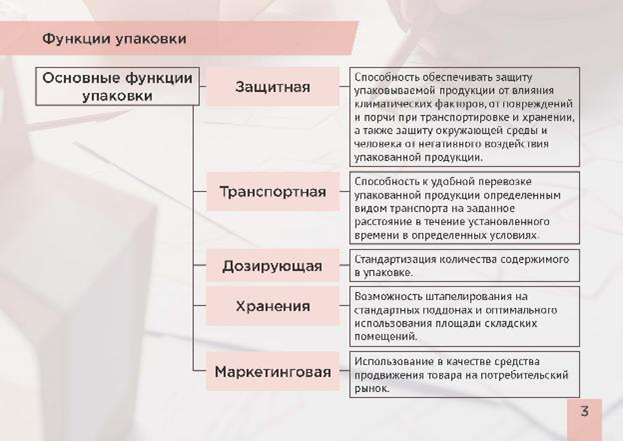 Функции упаковки
Основные функции
упаковки
Защитная
Способность обеспечивать защиту
упаковываемой продукции от влияния
климатических факторов, от повреждений
и порчи при транспортировке и хранении,
а также защиту окружающей среды и
человека от негативного воздействия
упакованной продукции.
Транспортная
Способность к удобной перевозке
упакованной продукции определенным
видом транспорта на заданное
расстояние в течение установленного
времени в определенных условиях.
Дозирующая
Стандартизация количества содержимого
в упаковке.
Хранения
Возможность штапелирования на
стандартных поддонах и оптимального
использования площади складских
помещений.
Маркетинговая
Использование в качестве средства
продвижения товара на потребительский
рынок.
3